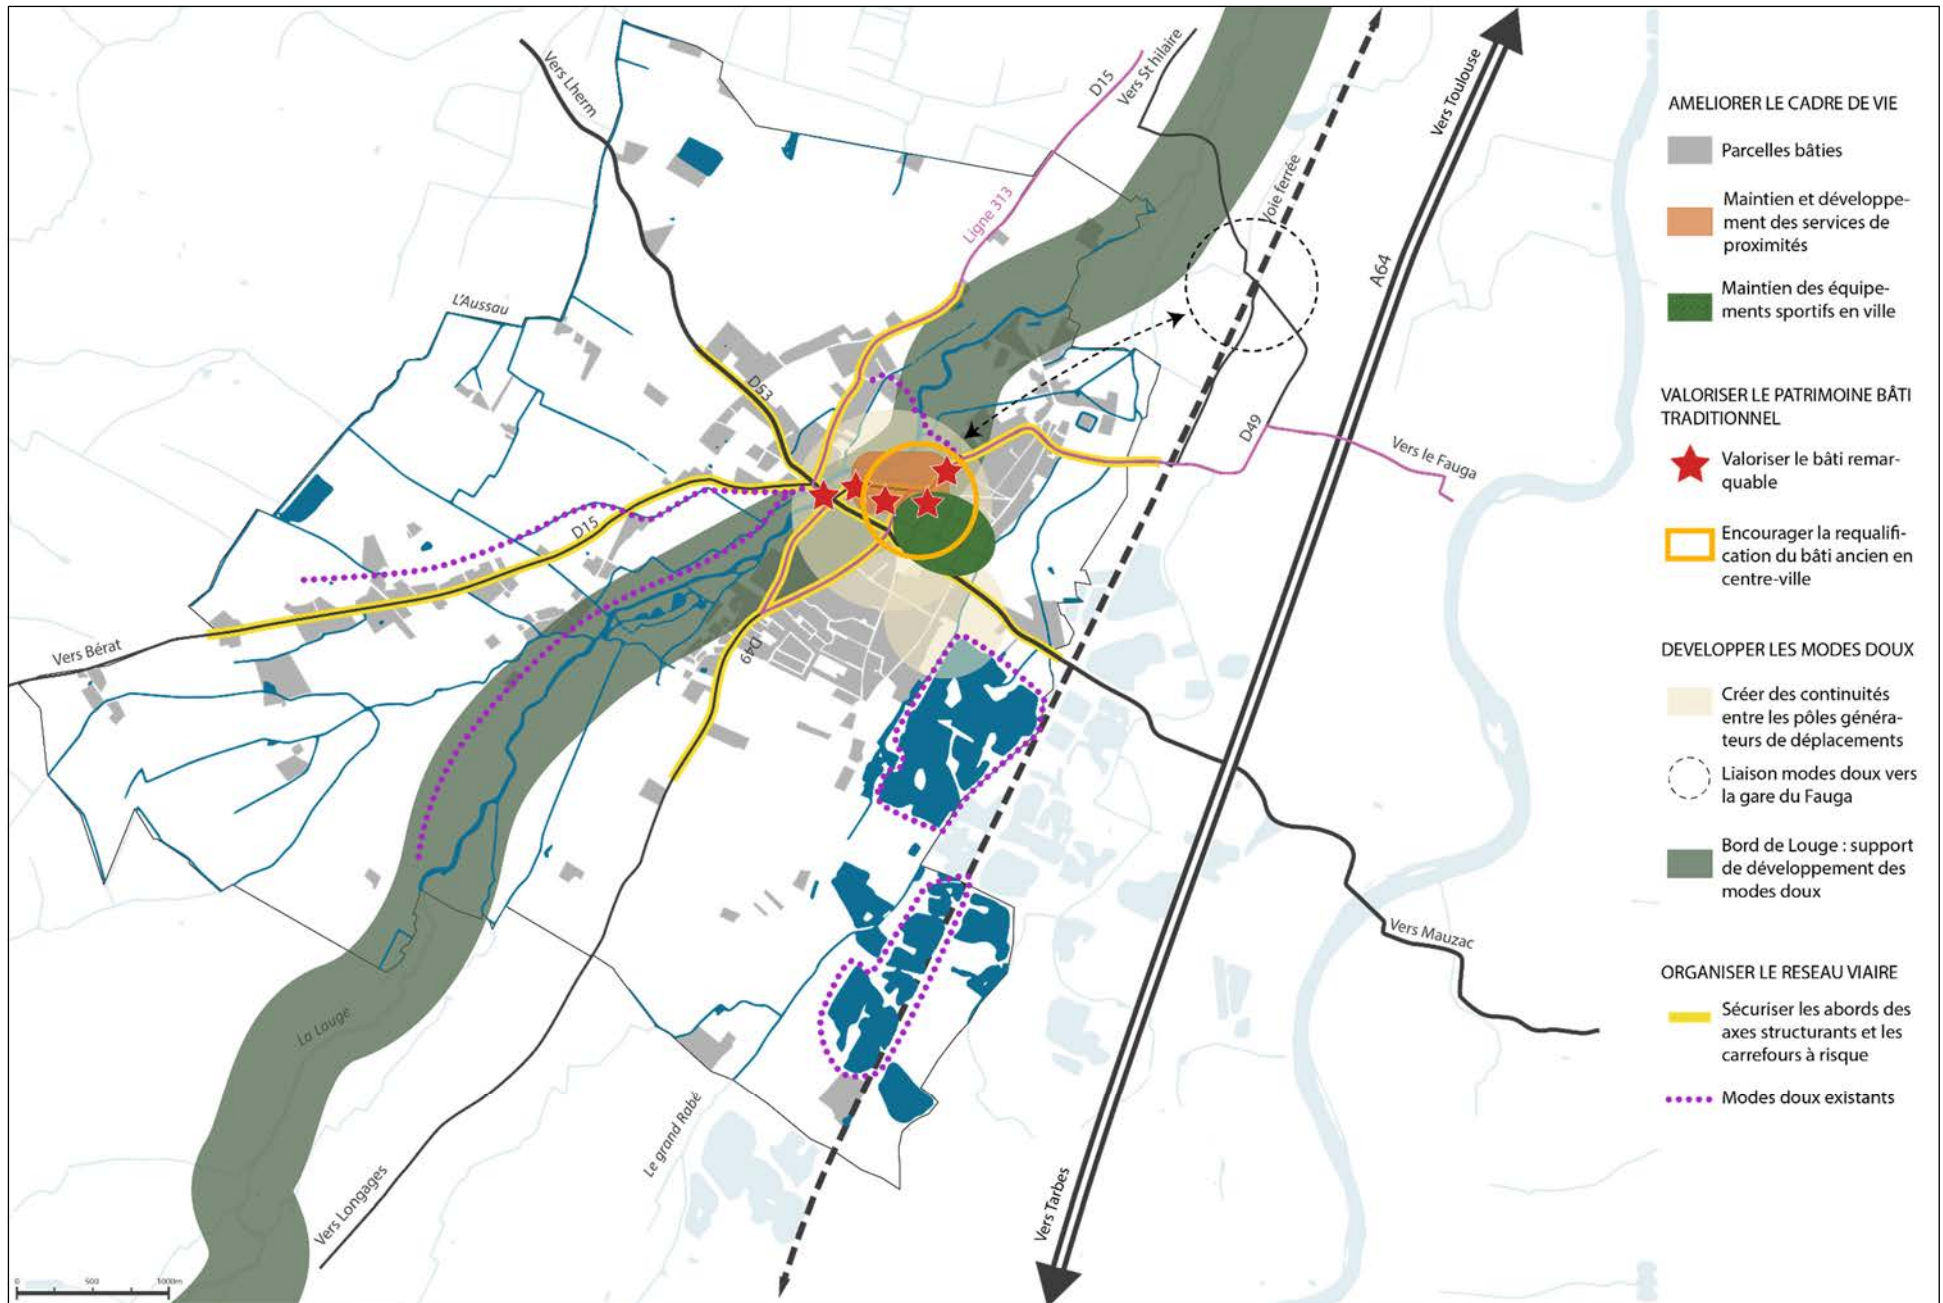 Vers Lherm
D15
Vers St hilaire
Vers Toulouse
Voie ferrée
Ligne 313
A64
L'Aussau
D53
D49
Vers le Fauga
D15
Vers Bérat
D49
Vers Mauzac
La Louge
Le grand Rabé
Vers Longages
Vers Tarbes
0 500 1000m
AMELIORER LE CADRE DE VIE
Parcelles bâties
Maintien et développe-
ment des services de
proximités
Maintien des équipe-
ments sportifs en ville
VALORISER LE PATRIMOINE BÂTI
TRADITIONNEL
Valoriser le bâti remar-
quable
Encourager la requalifi-
cation du bâti ancien en
centre-ville
DEVELOPPER LES MODES DOUX
Créer des continuités
entre les pôles généra-
teurs de déplacements
Liaison modes doux vers
la gare du Fauga
Bord de Louge : support
de développement des
modes doux
ORGANISER LE RESEAU VIAIRE
Sécuriser les abords des
axes structurants et les
carrefours à risque
Modes doux existants